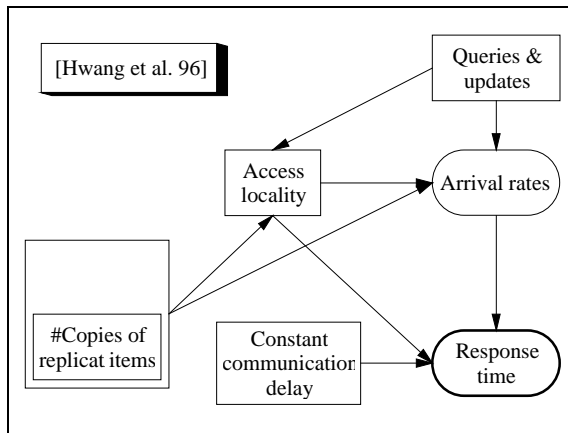 [Hwang et al. 96]
Queries &
updates
Access
locality
Arrival rates
#Copies of
replicat items
Constant
communication
delay
Response
time